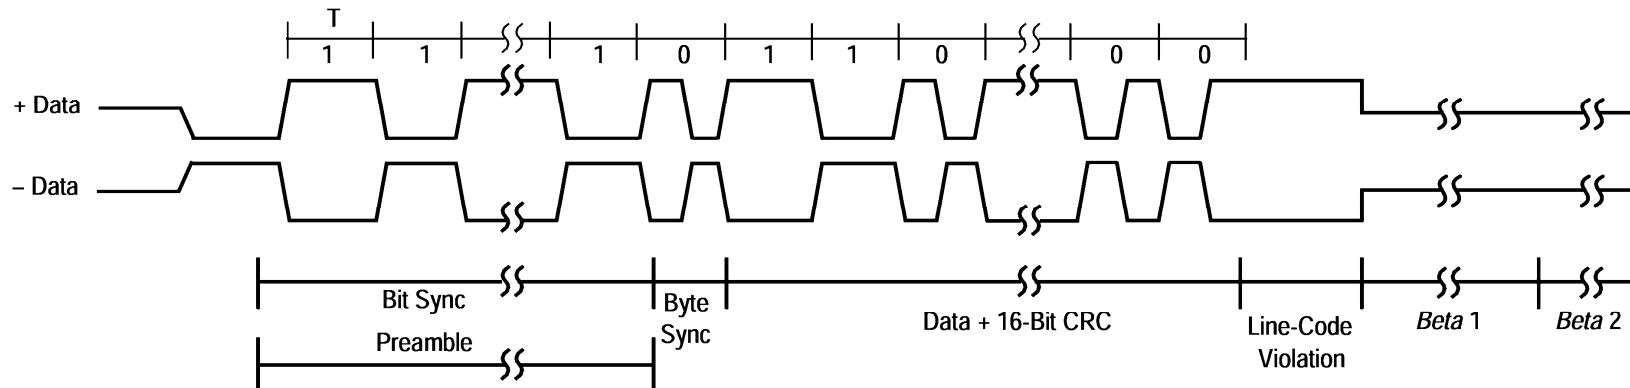 T
1 1 1 0 1 1 0 0 0
+ Data
– Data
Bit Sync
Byte
Sync
Data + 16-Bit CRC
Line-Code
Violation
Beta 1
Beta 2
Preamble